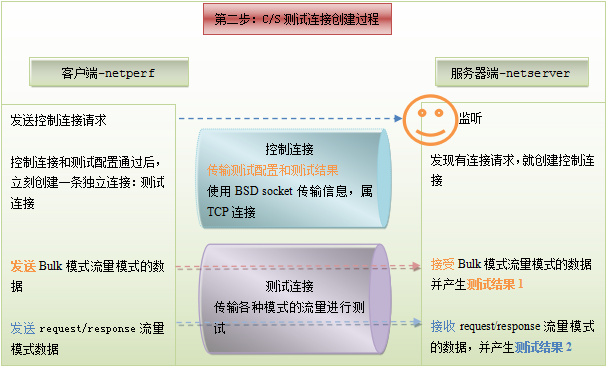 第二步：C/S 测试连接创建过程
客户端-netperf
服务器端-netserver
发送控制连接请求
监听
控制连接和测试配置通过后，
立刻创建一条独立连接：测试
连接
控制连接
传输测试配置和测试结果
使用 BSD socket 传输信息，属
TCP 连接
发现有连接请求，就创建控制连
接
发送 Bulk 模式流量模式的数
据
测试连接
传输各种模式的流量进行测
试
接受 Bulk 模式流量模式的数据
并产生测试结果 1
发送 request/response 流量
模式数据
接收 request/response 流量模式
的数据，并产生测试结果 2